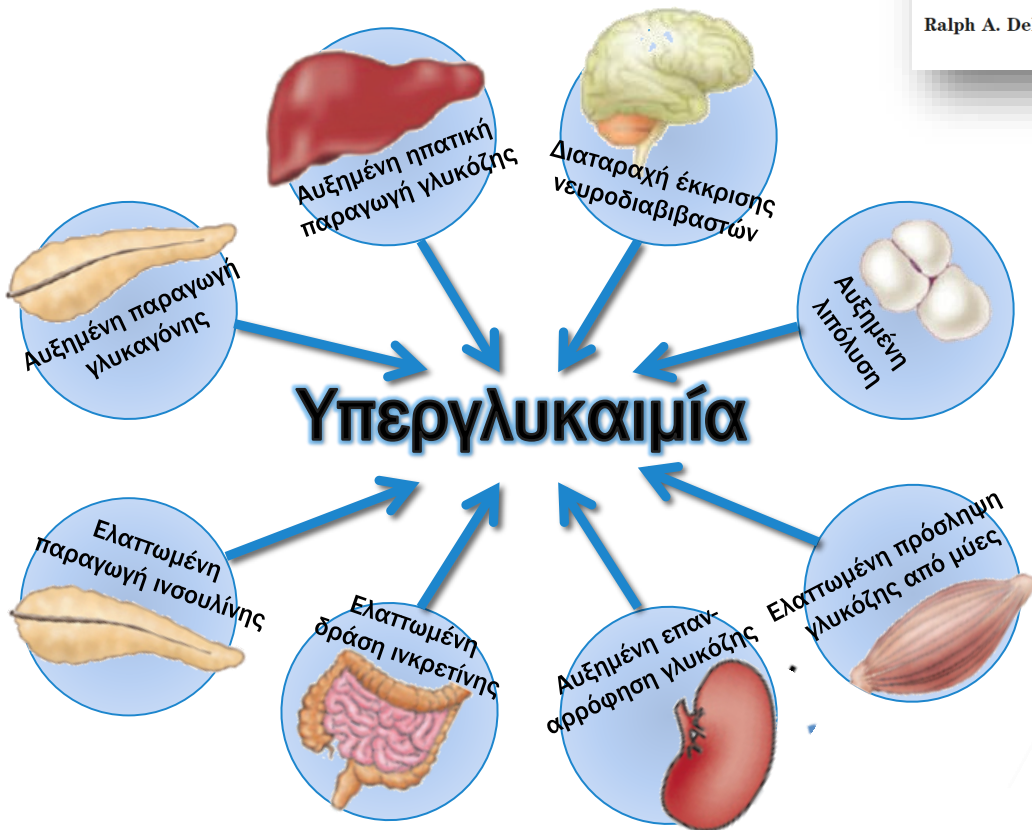 Ralph A. De
Αυξημένη ηπατική
παραγωγή γλυκόζης
Διαταραχή έκκρισης
νευροδιαβιβαστών
Αυξημένη παραγωγή
γλυκαγόνης
Αυξημένη
λιπόλυση
Υπεργλυκαιμία
Ελαττωμένη
παραγωγή ινσουλίνης
Ελαττωμένη
δράση ινκρετίνης
Αυξημένη επαν-
αρρόφηση γλυκόζης
Ελαττωμένη πρόσληψη
γλυκόζης από μύες